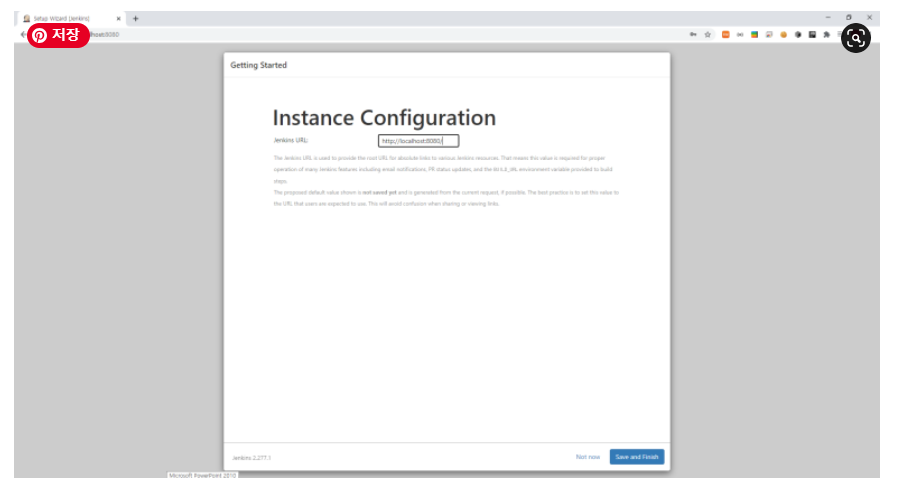 Setup Wizard [Jenkins]
저장
localhost:8080
Getting Started
Instance Configuration
Jenkins URL:
http://localhost:8080/
The Jenkins URL is used to provide the root URL for absolute links to various Jenkins resources. That means this value is required for proper
operation of many Jenkins features including email notifications, PR status updates, and the BUILD_URL environment variable provided to build
steps.
The proposed default value shown is not saved yet and is generated from the current request, if possible. The best practice is to set this value to
the URL that users are expected to use. This will avoid confusion when sharing or viewing links.
Jenkins 2.277.1
Not now
Save and Finish
Microsoft PowerPoint 2010